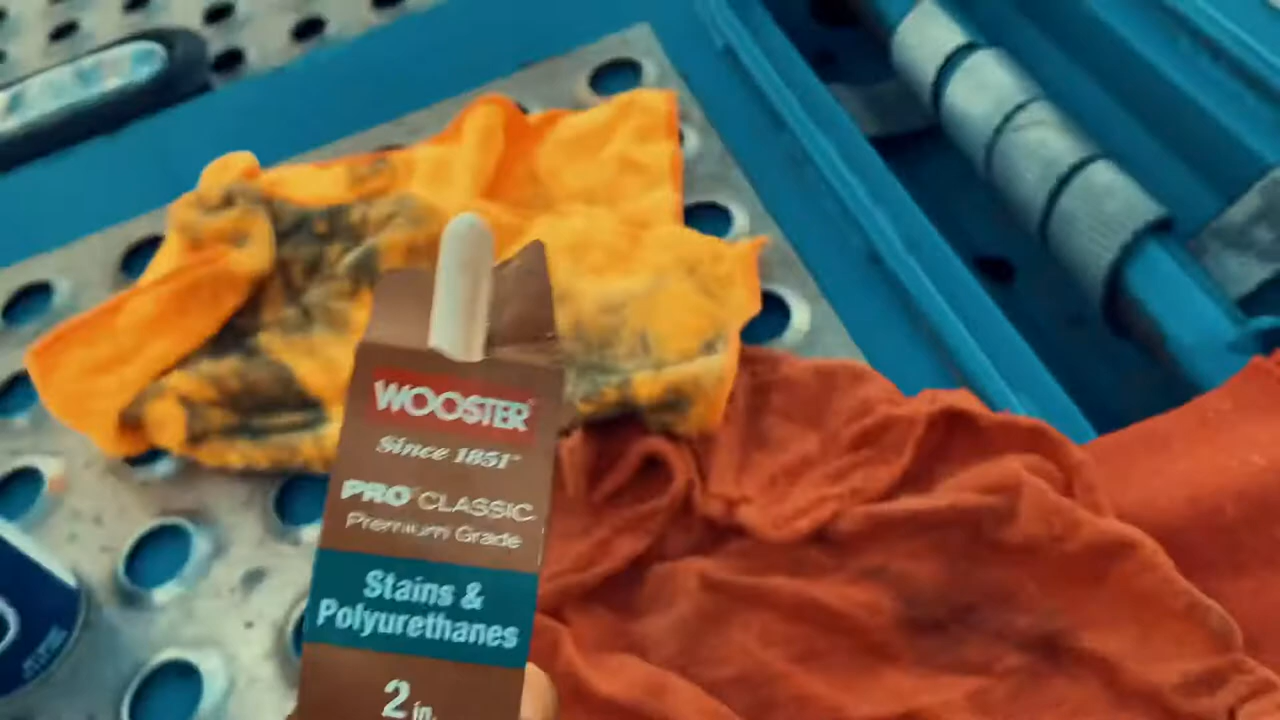 WOOSTER
Since 1851
PRO CLASSIC
Premium Grade
Stains &
Polyurethanes
2 in.